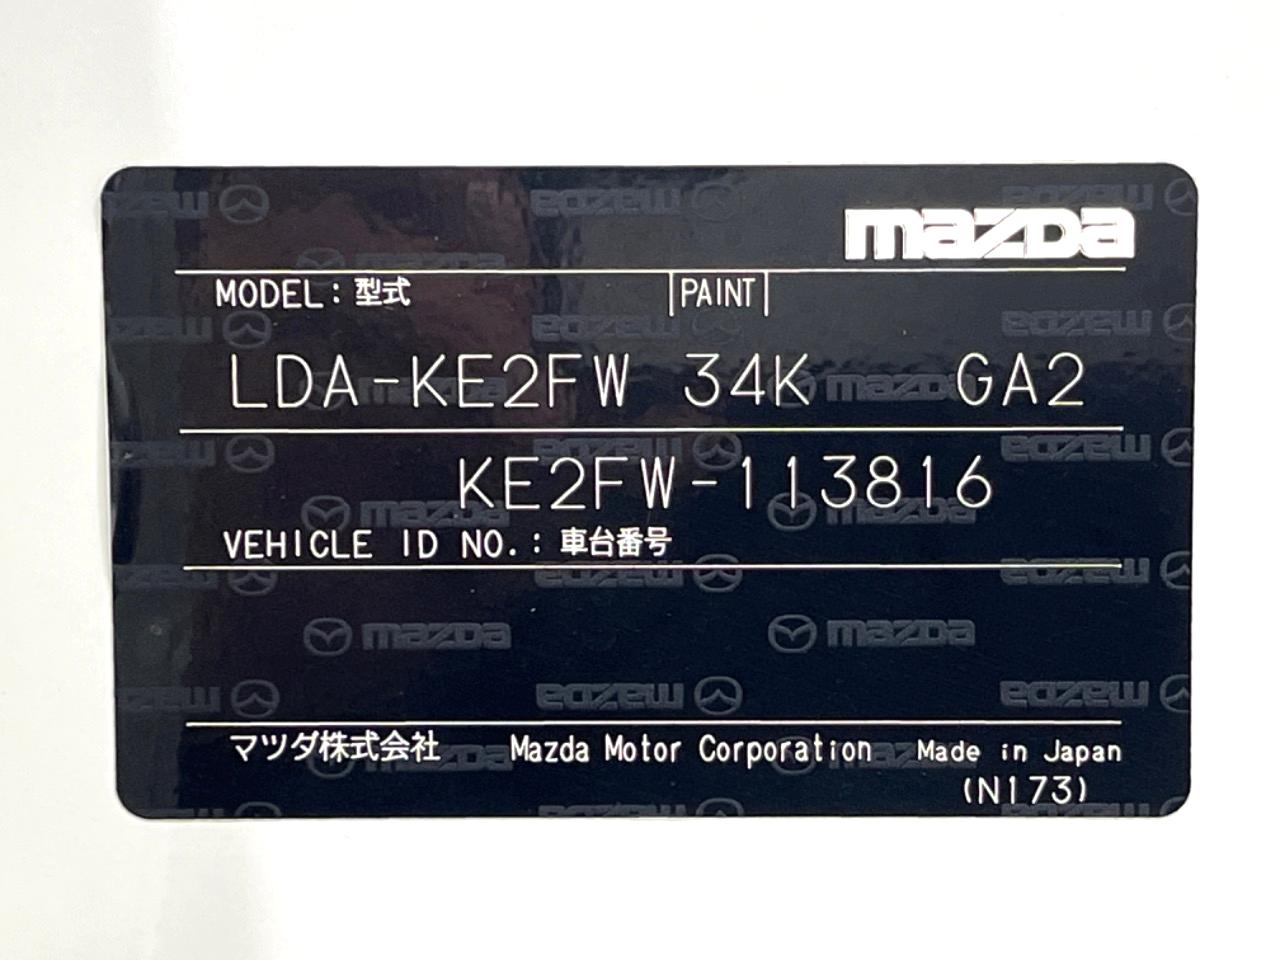 mazda
MODEL : 型式 PAINT
LDA-KE2FW 34K GA2
KE2FW-113816
VEHICLE ID NO. : 車台番号
マツダ株式会社 Mazda Motor Corporation Made in Japan
(N173)